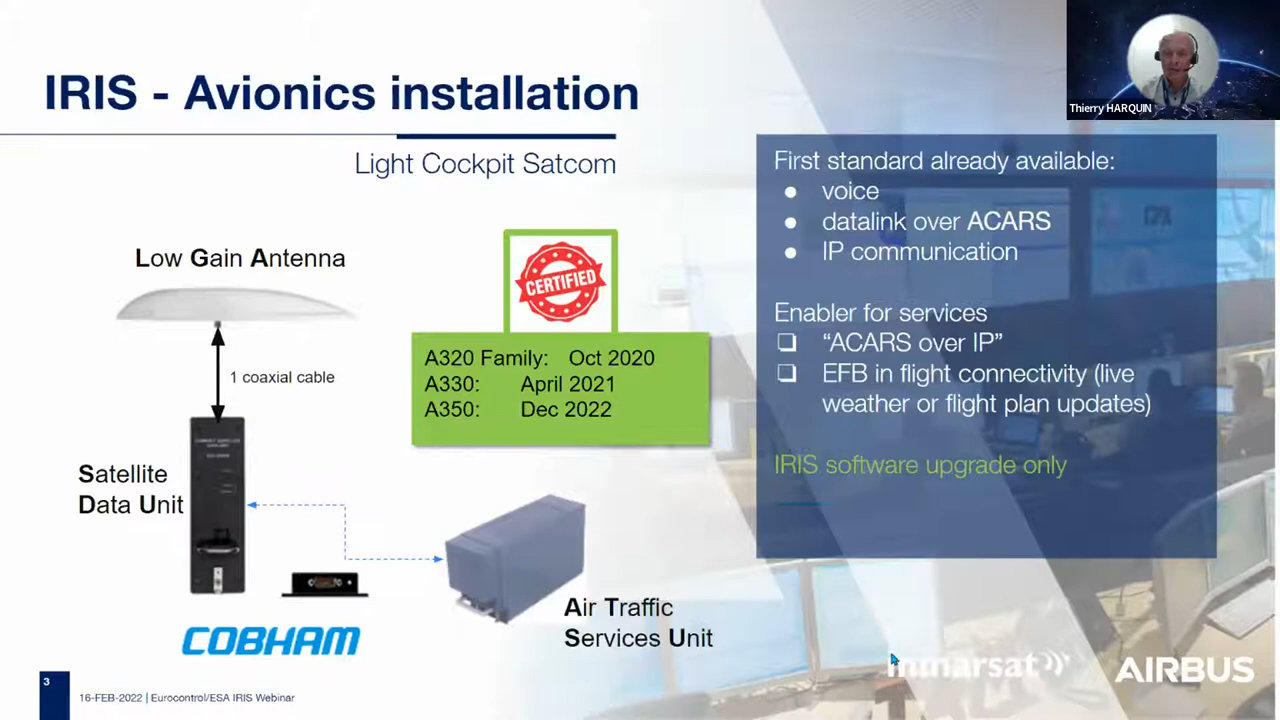 IRIS - Avionics installation
Light Cockpit Satcom
Thierry HARQUIN
Low Gain Antenna
1 coaxial cable
Satellite
Data Unit
COBHAM
CERTIFIED
A320 Family: Oct 2020
A330: April 2021
A350: Dec 2022
Air Traffic
Services Unit
First standard already available:
● voice
● datalink over ACARS
● IP communication
Enabler for services
❏ “ACARS over IP”
❏ EFB in flight connectivity (live
weather or flight plan updates)
IRIS software upgrade only
inmarsat
AIRBUS
3
16-FEB-2022 | Eurocontrol/ESA IRIS Webinar